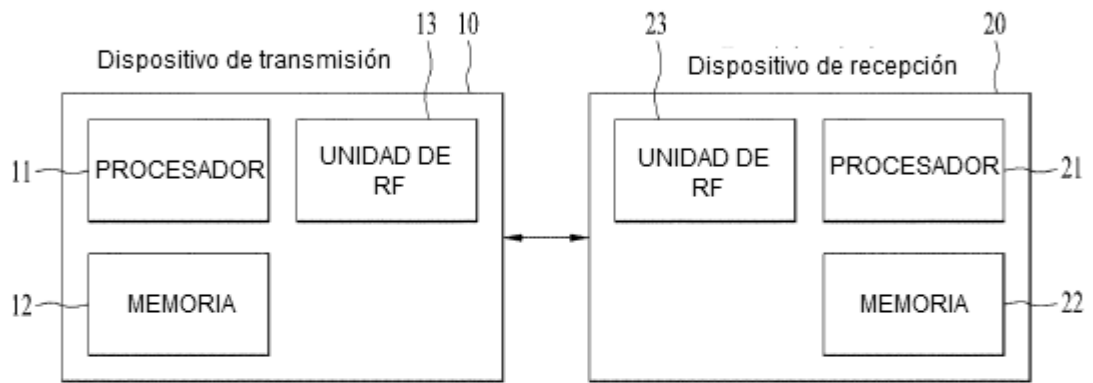 13 10 23 20
Dispositivo de transmisión Dispositivo de recepción
11 PROCESADOR UNIDAD DE RF UNIDAD DE RF PROCESADOR 21
12 MEMORIA MEMORIA 22